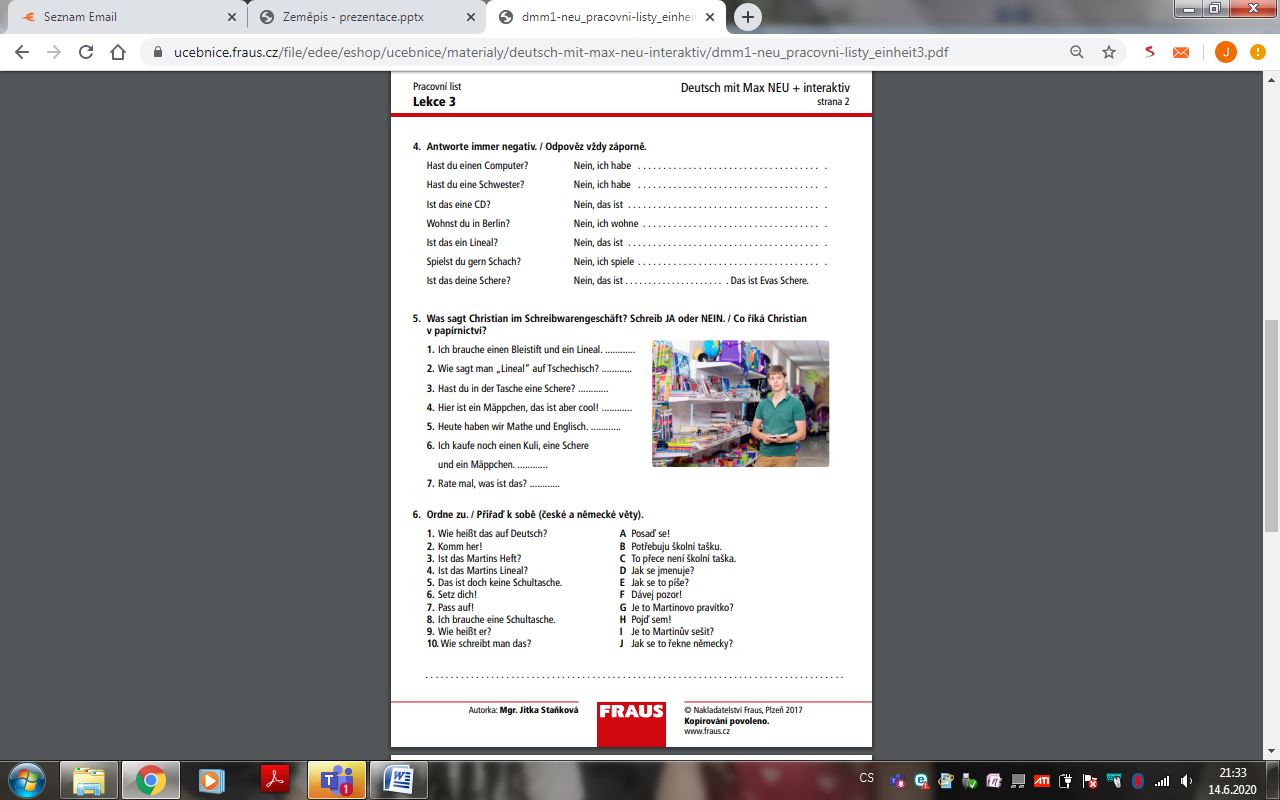 Seznam Email
Zeměpis - prezentace.pptx
dmm1-neu_pracovni-listy_einheit
ucebnice.fraus.cz/file/edee/eshop/ucebnice/materialy/deutsch-mit-max-neu-interaktiv/dmm1-neu_pracovni-listy_einheit3.pdf
J
Pracovní list
Lekce 3
Deutsch mit Max NEU + interaktiv
strana 2
4. Antworte immer negativ. / Odpověz vždy záporně.
Hast du einen Computer? Nein, ich habe . . . . . . . . . . . . . . . . . . . . . . . . . . . . . . . . . . . . .
Hast du eine Schwester? Nein, ich habe . . . . . . . . . . . . . . . . . . . . . . . . . . . . . . . . . . . . .
Ist das eine CD? Nein, das ist . . . . . . . . . . . . . . . . . . . . . . . . . . . . . . . . . . . . . . .
Wohnst du in Berlin? Nein, ich wohne . . . . . . . . . . . . . . . . . . . . . . . . . . . . . . . . . . . .
Ist das ein Lineal? Nein, das ist . . . . . . . . . . . . . . . . . . . . . . . . . . . . . . . . . . . . . . .
Spielst du gern Schach? Nein, ich spiele . . . . . . . . . . . . . . . . . . . . . . . . . . . . . . . . . . . . .
Ist das deine Schere? Nein, das ist . . . . . . . . . . . . . . . . . . . . . Das ist Evas Schere.
5. Was sagt Christian im Schreibwarengeschäft? Schreib JA oder NEIN. / Co říká Christian
v papírnictví?
1. Ich brauche einen Bleistift und ein Lineal. ............
2. Wie sagt man „Lineal” auf Tschechisch? ............
3. Hast du in der Tasche eine Schere? ............
4. Hier ist ein Mäppchen, das ist aber cool! ............
5. Heute haben wir Mathe und Englisch. ............
6. Ich kaufe noch einen Kuli, eine Schere
und ein Mäppchen. ............
7. Rate mal, was ist das? ............
6. Ordne zu. / Přiřaď k sobě (české a německé věty).
1. Wie heißt das auf Deutsch? A Posaď se!
2. Komm her! B Potřebuju školní tašku.
3. Ist das Martins Heft? C To přece není školní taška.
4. Ist das Martins Lineal? D Jak se jmenuje?
5. Das ist doch keine Schultasche. E Jak se to píše?
6. Setz dich! F Dávej pozor!
7. Pass auf! G Je to Martinovo pravítko?
8. Ich brauche eine Schultasche. H Pojď sem!
9. Wie heißt er? I Je to Martinův sešit?
10. Wie schreibt man das? J Jak se to řekne německy?
. . . . . . . . . . . . . . . . . . . . . . . . . . . . . . . . . . . . . . . . . . . . . . . . . . . . . . . . . . . . . . . . . . . . . . . . . . . . . . . . . .
Autorka: Mgr. Jitka Staňková
FRAUS
© Nakladatelství Fraus, Plzeň 2017
Kopírování povoleno.
www.fraus.cz
CS
ATI
21:33
14.6.2020